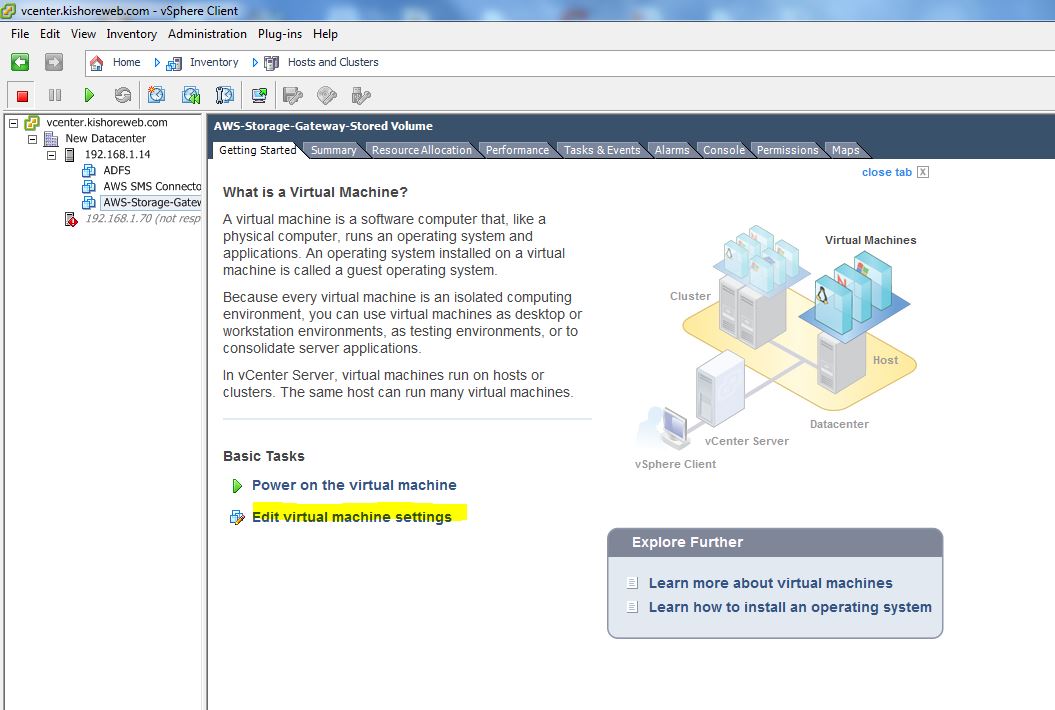 vcenter.kishoreweb.com - vSphere Client
File Edit View Inventory Administration Plug-ins Help
Home Inventory Hosts and Clusters
vcenter.kishoreweb.com
New Datacenter
192.168.1.14
ADFS
AWS SMS Connecto
AWS-Storage-Gatew
192.168.1.70 (not resp
AWS-Storage-Gateway-Stored Volume
Getting Started Summary Resource Allocation Performance Tasks & Events Alarms Console Permissions Maps
close tab X
What is a Virtual Machine?
A virtual machine is a software computer that, like a
physical computer, runs an operating system and
applications. An operating system installed on a virtual
machine is called a guest operating system.
Because every virtual machine is an isolated computing
environment, you can use virtual machines as desktop or
workstation environments, as testing environments, or to
consolidate server applications.
In vCenter Server, virtual machines run on hosts or
clusters. The same host can run many virtual machines.
Basic Tasks
Power on the virtual machine
Edit virtual machine settings
Virtual Machines
Cluster
Host
Datacenter
vCenter Server
vSphere Client
Explore Further
Learn more about virtual machines
Learn how to install an operating system